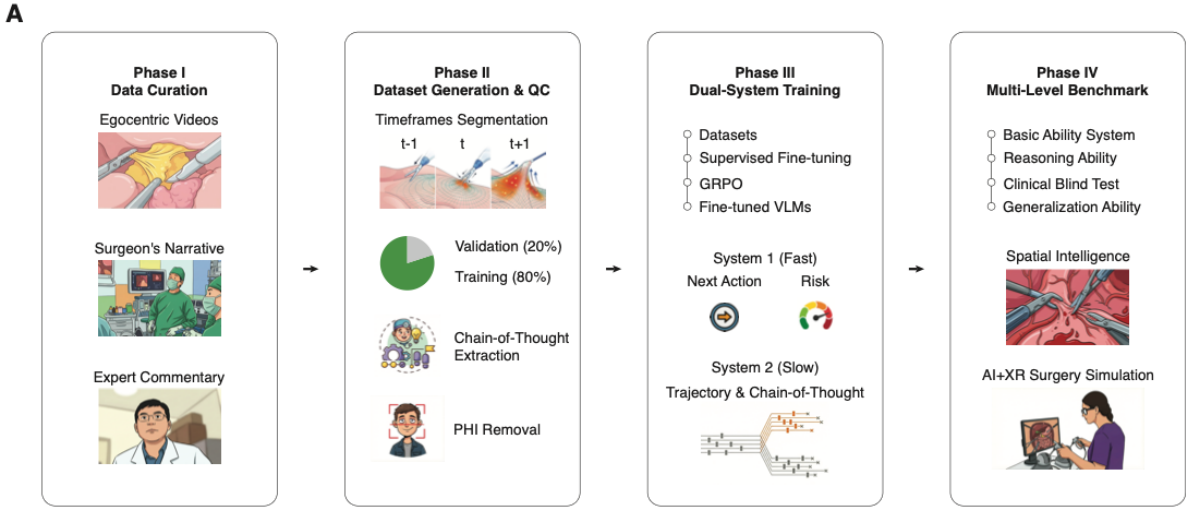 A
Phase I
Data Curation
Egocentric Videos
Surgeon's Narrative
Expert Commentary
Phase II
Dataset Generation & QC
Timeframes Segmentation
t-1 t t+1
Validation (20%)
Training (80%)
Chain-of-Thought
Extraction
PHI Removal
Phase III
Dual-System Training
Datasets
Supervised Fine-tuning
GRPO
Fine-tuned VLMs
System 1 (Fast)
Next Action Risk
System 2 (Slow)
Trajectory & Chain-of-Thought
Phase IV
Multi-Level Benchmark
Basic Ability System
Reasoning Ability
Clinical Blind Test
Generalization Ability
Spatial Intelligence
AI+XR Surgery Simulation